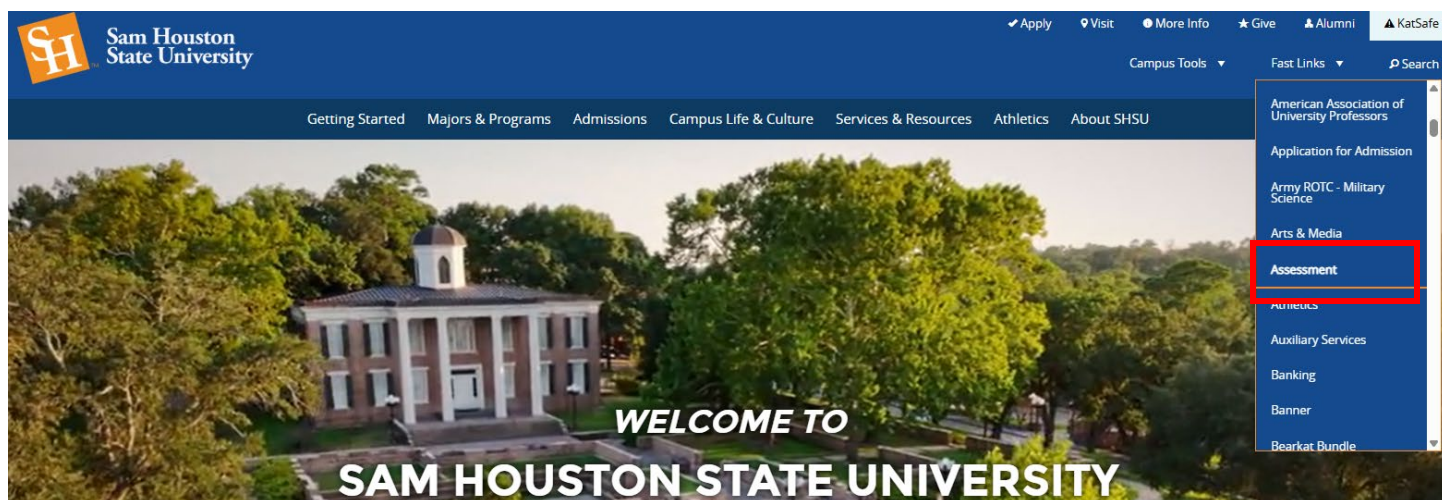 SH
Sam Houston
State University
Apply Visit More Info Give Alumni KatSafe
Campus Tools Fast Links Search
Getting Started Majors & Programs Admissions Campus Life & Culture Services & Resources Athletics About SHSU
American Association of
University Professors
Application for Admission
Army ROTC - Military
Science
Arts & Media
Assessment
Athletics
Auxiliary Services
Banking
Banner
Bearkat Bundle
WELCOME TO
SAM HOUSTON STATE UNIVERSITY